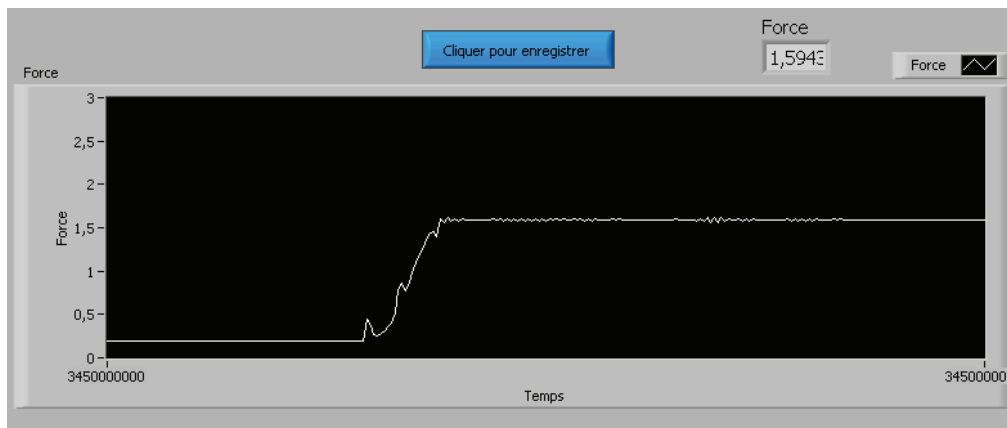 Cliquer pour enregistrer
Force
1,5943
Force
Force
3
2,5
2
1,5
1
0,5
0
Force
3450000000
34500000
Temps